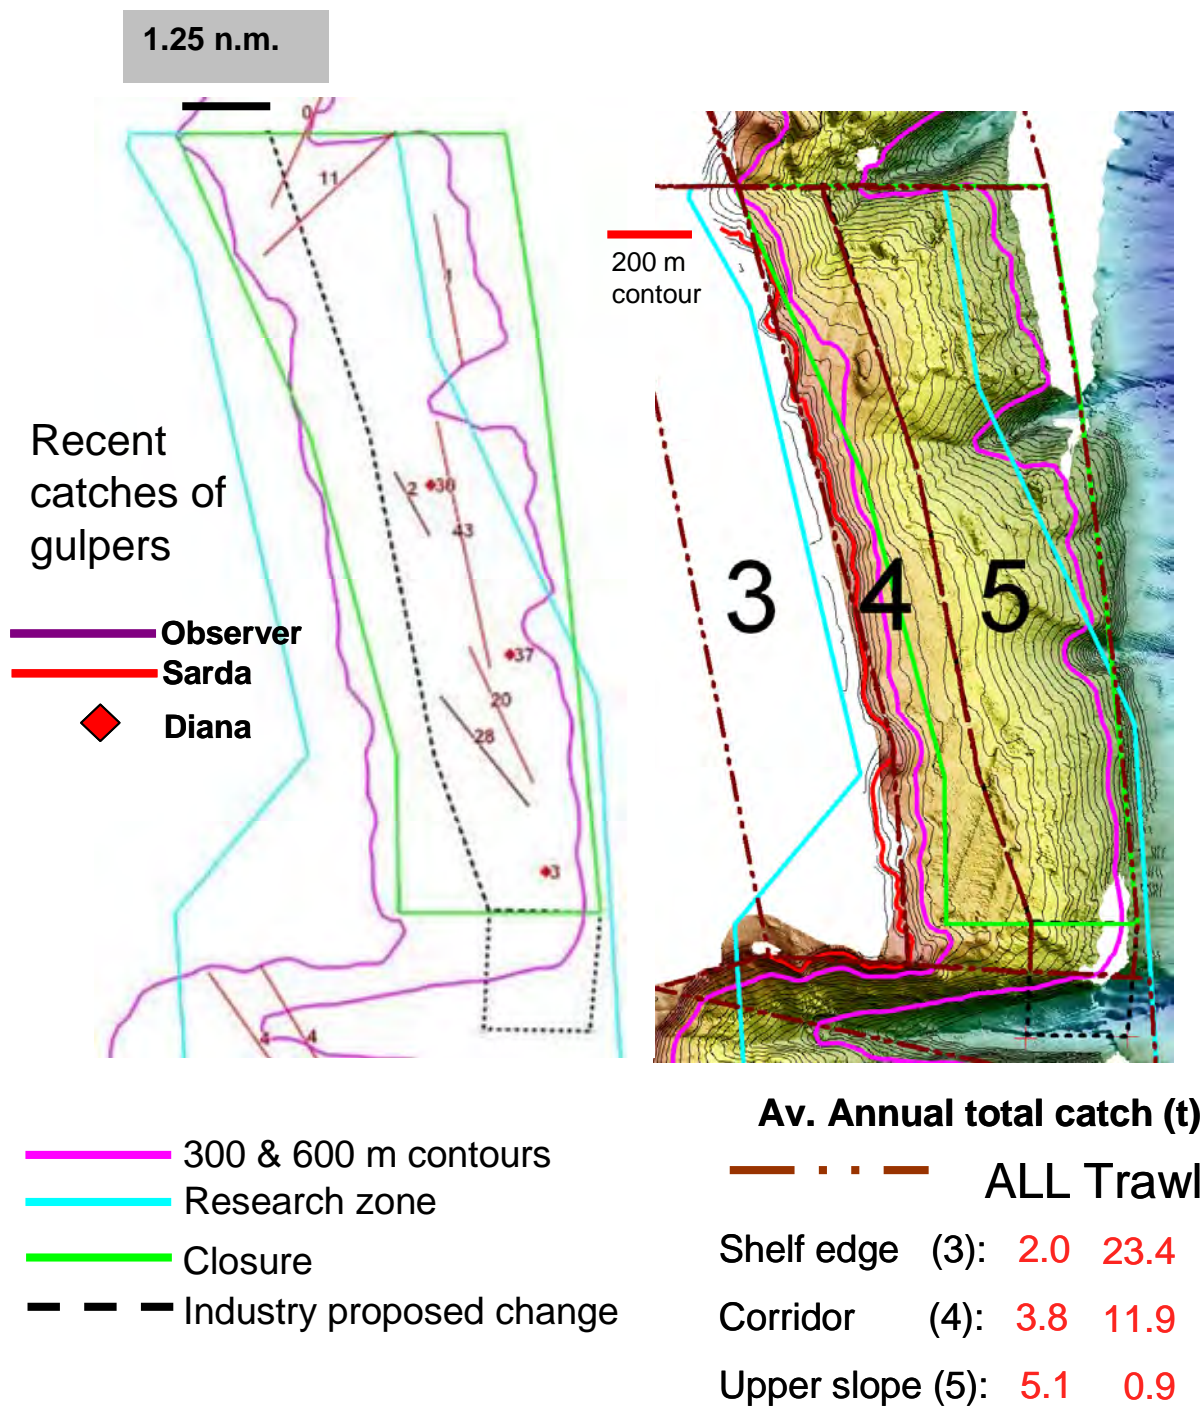 1.25 n.m.
0
11
1
2
36
43
37
20
28
3
4
4
Recent
catches of
gulpers
Observer
Sarda
Diana
200 m
contour
3
4
5
300 & 600 m contours
Research zone
Closure
Industry proposed change
Av. Annual total catch (t)
ALL Trawl
Shelf edge (3): 2.0 23.4
Corridor (4): 3.8 11.9
Upper slope (5): 5.1 0.9